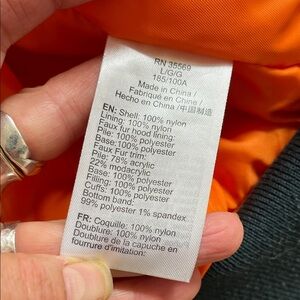 RN 35569
L/G/G
185/100A
Made in China /
Fabriqué en Chine /
Hecho en China /中国制造
EN: Shell: 100% nylon
Lining: 100% nylon
Faux fur hood lining:
Pile: 100% polyester
Base: 100% polyester
Faux Fur trim:
Pile: 78% acrylic
22% modacrylic
Base: 100% polyester
Filling: 100% polyester
Cuffs: 100% polyester
Bottom band:
99% polyester 1% spandex
FR: Coquille: 100% nylon
Doublure: 100% nylon
Doublure de la capuche en
fourrure d'imitation: